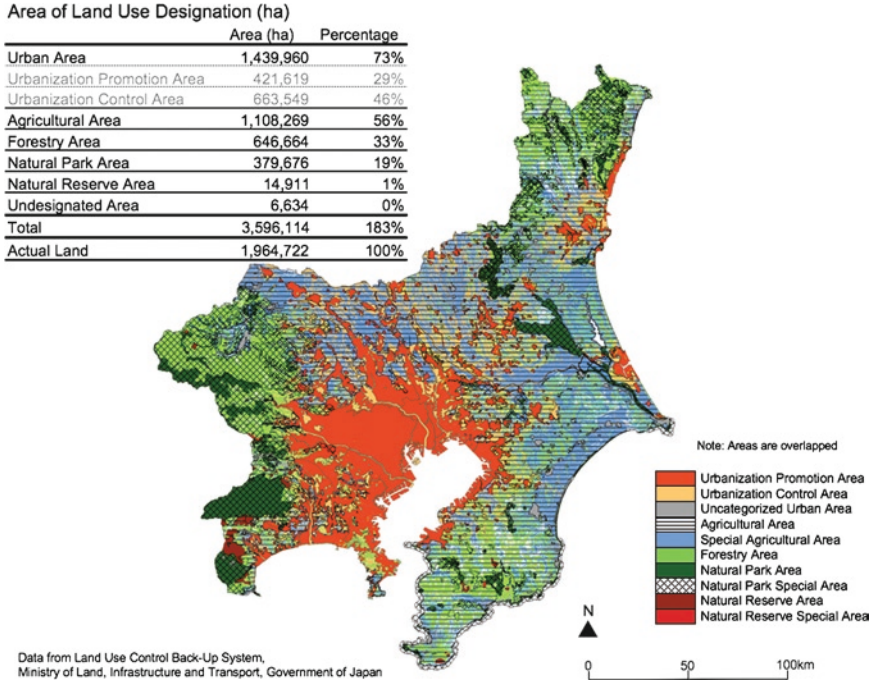 Area of Land Use Designation (ha)
Area (ha) Percentage
Urban Area 1,439,960 73%
Urbanization Promotion Area 421,619 29%
Urbanization Control Area 663,549 46%
Agricultural Area 1,108,269 56%
Forestry Area 646,664 33%
Natural Park Area 379,676 19%
Natural Reserve Area 14,911 1%
Undesignated Area 6,634 0%
Total 3,596,114 183%
Actual Land 1,964,722 100%
Note: Areas are overlapped
Urbanization Promotion Area
Urbanization Control Area
Uncategorized Urban Area
Agricultural Area
Special Agricultural Area
Forestry Area
Natural Park Area
Natural Park Special Area
Natural Reserve Area
Natural Reserve Special Area
N
0 50 100km
Data from Land Use Control Back-Up System,
Ministry of Land, Infrastructure and Transport, Government of Japan